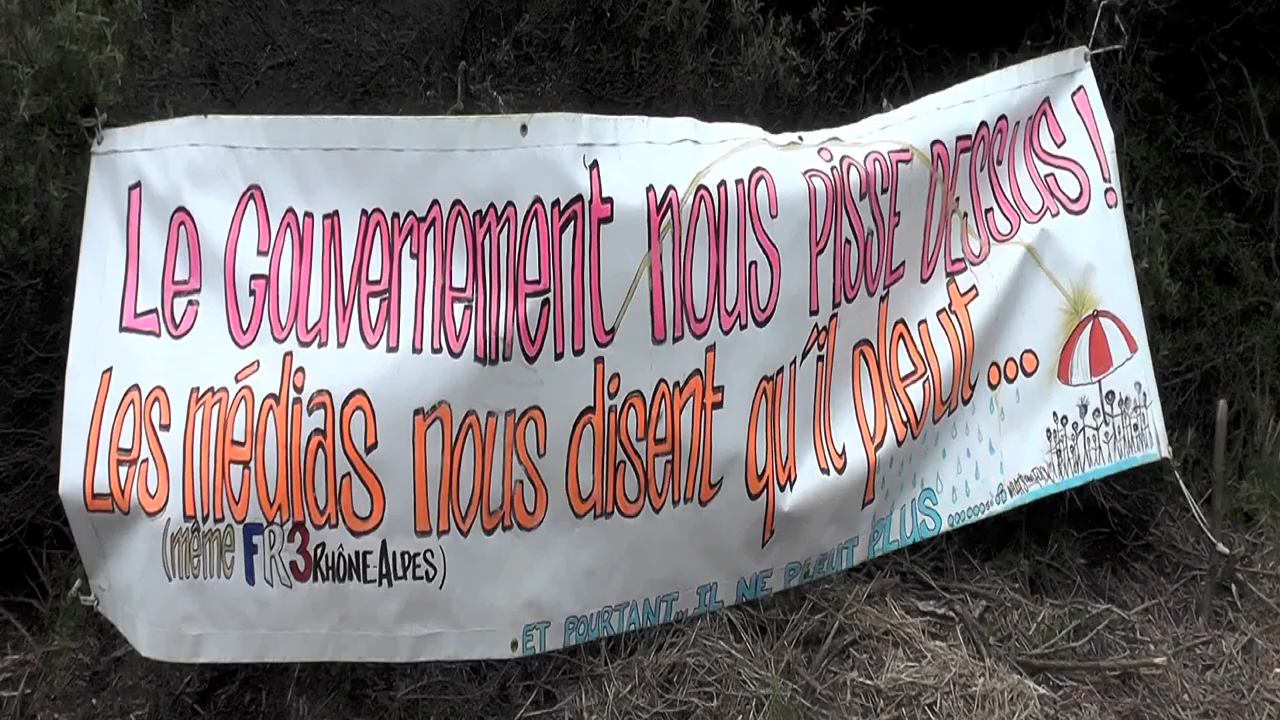 Le Gouvernement nous PISSE DESSUS !
Les médias nous disent qu'il pleut...
(même FR3 RHÔNE-ALPES)
ET POURTANT... IL NE PLEUT PLUS ........